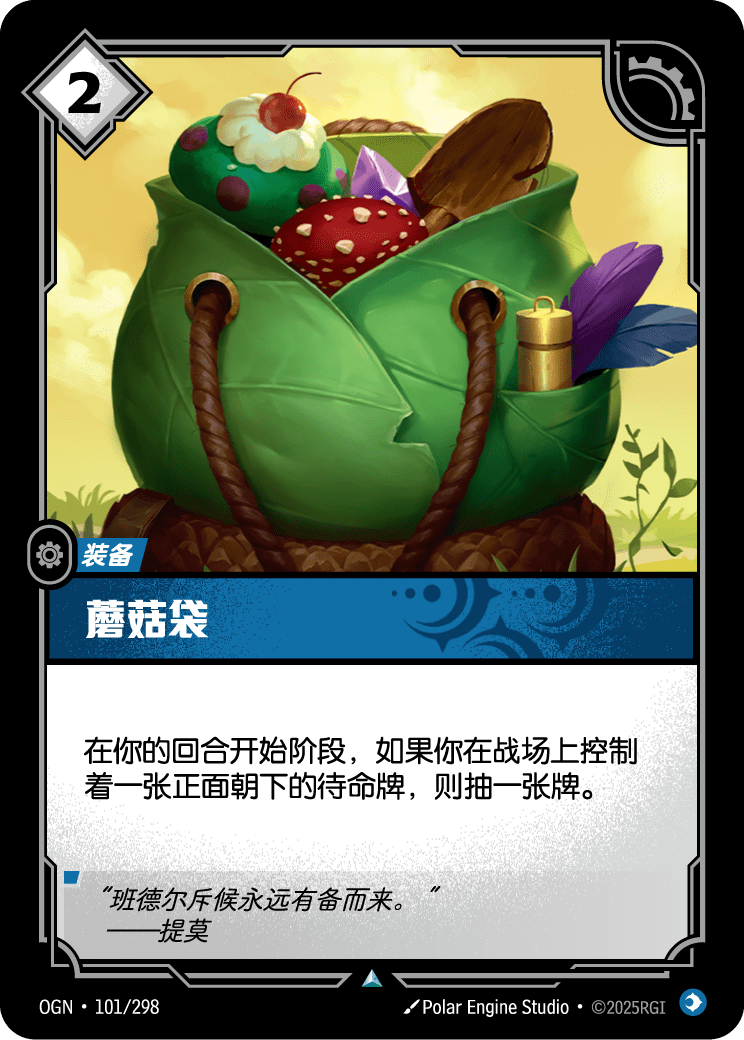 2
装备
蘑菇袋
在你的回合开始阶段，如果你在战场上控制
着一张正面朝下的待命牌，则抽一张牌。
“班德尔斥候永远有备而来。”
——提莫
OGN • 101/298
Polar Engine Studio • ©2025RGI